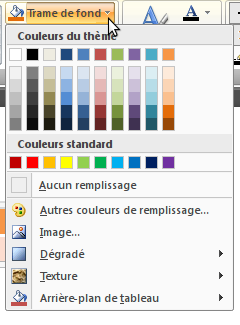 Trame de fond
A
A
Couleurs du thème
Couleurs standard
Aucun remplissage
Autres couleurs de remplissage...
Image...
Dégradé
Texture
Arrière-plan de tableau